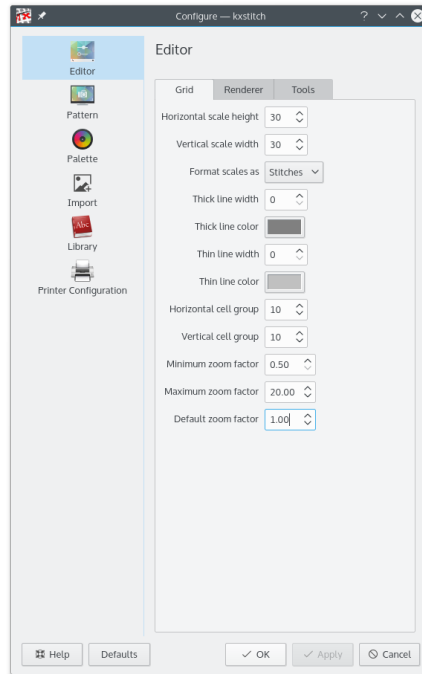 Configure — kxstitch
Editor
Pattern
Palette
Import
Abc
Library
Printer Configuration
Editor
Grid Renderer Tools
Horizontal scale height 30
Vertical scale width 30
Format scales as Stitches
Thick line width 0
Thick line color
Thin line width 0
Thin line color
Horizontal cell group 10
Vertical cell group 10
Minimum zoom factor 0.50
Maximum zoom factor 20.00
Default zoom factor 1.00
Help Defaults OK Apply Cancel